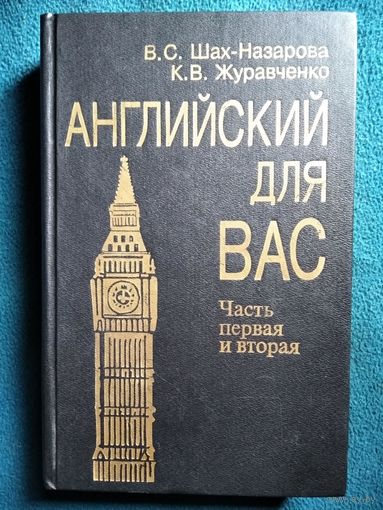 В.С. Шах-Назарова
К.В. Журавченко
АНГЛИЙСКИЙ
ДЛЯ
ВАС
Часть
первая
и вторая